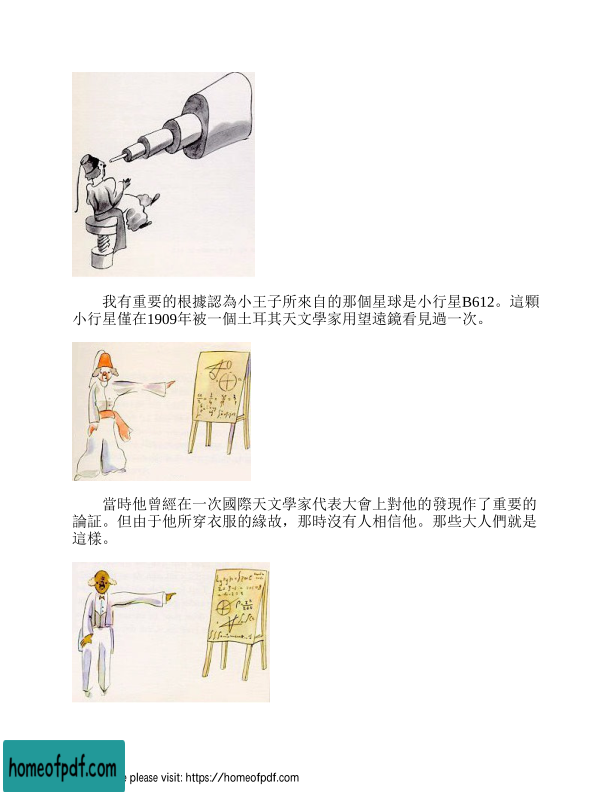 我有重要的根據認為小王子所來自的那個星球是小行星B612。這顆
小行星僅在1909年被一個土耳其天文學家用望遠鏡看見過一次。
當時他曾經在一次國際天文學家代表大會上對他的發現作了重要的
論証。但由于他所穿衣服的緣故，那時沒有人相信他。那些大人們就是
這樣。
homeofpdf.com
please visit: https://homeofpdf.com